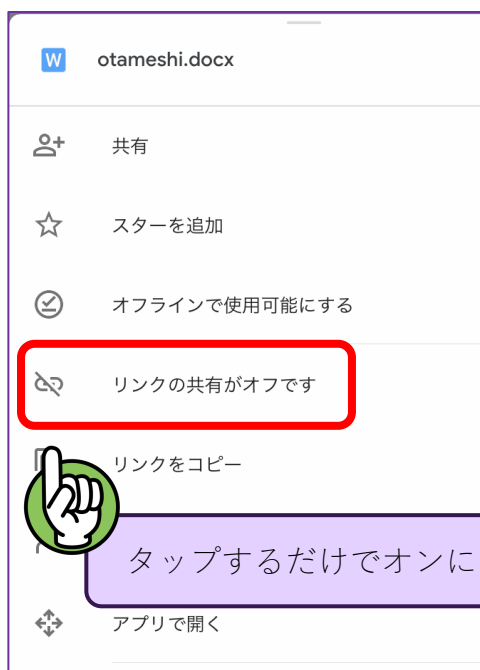 W
otameshi.docx
共有
スターを追加
オフラインで使用可能にする
リンクの共有がオフです
リンクをコピー
タップするだけでオンに
アプリで開く